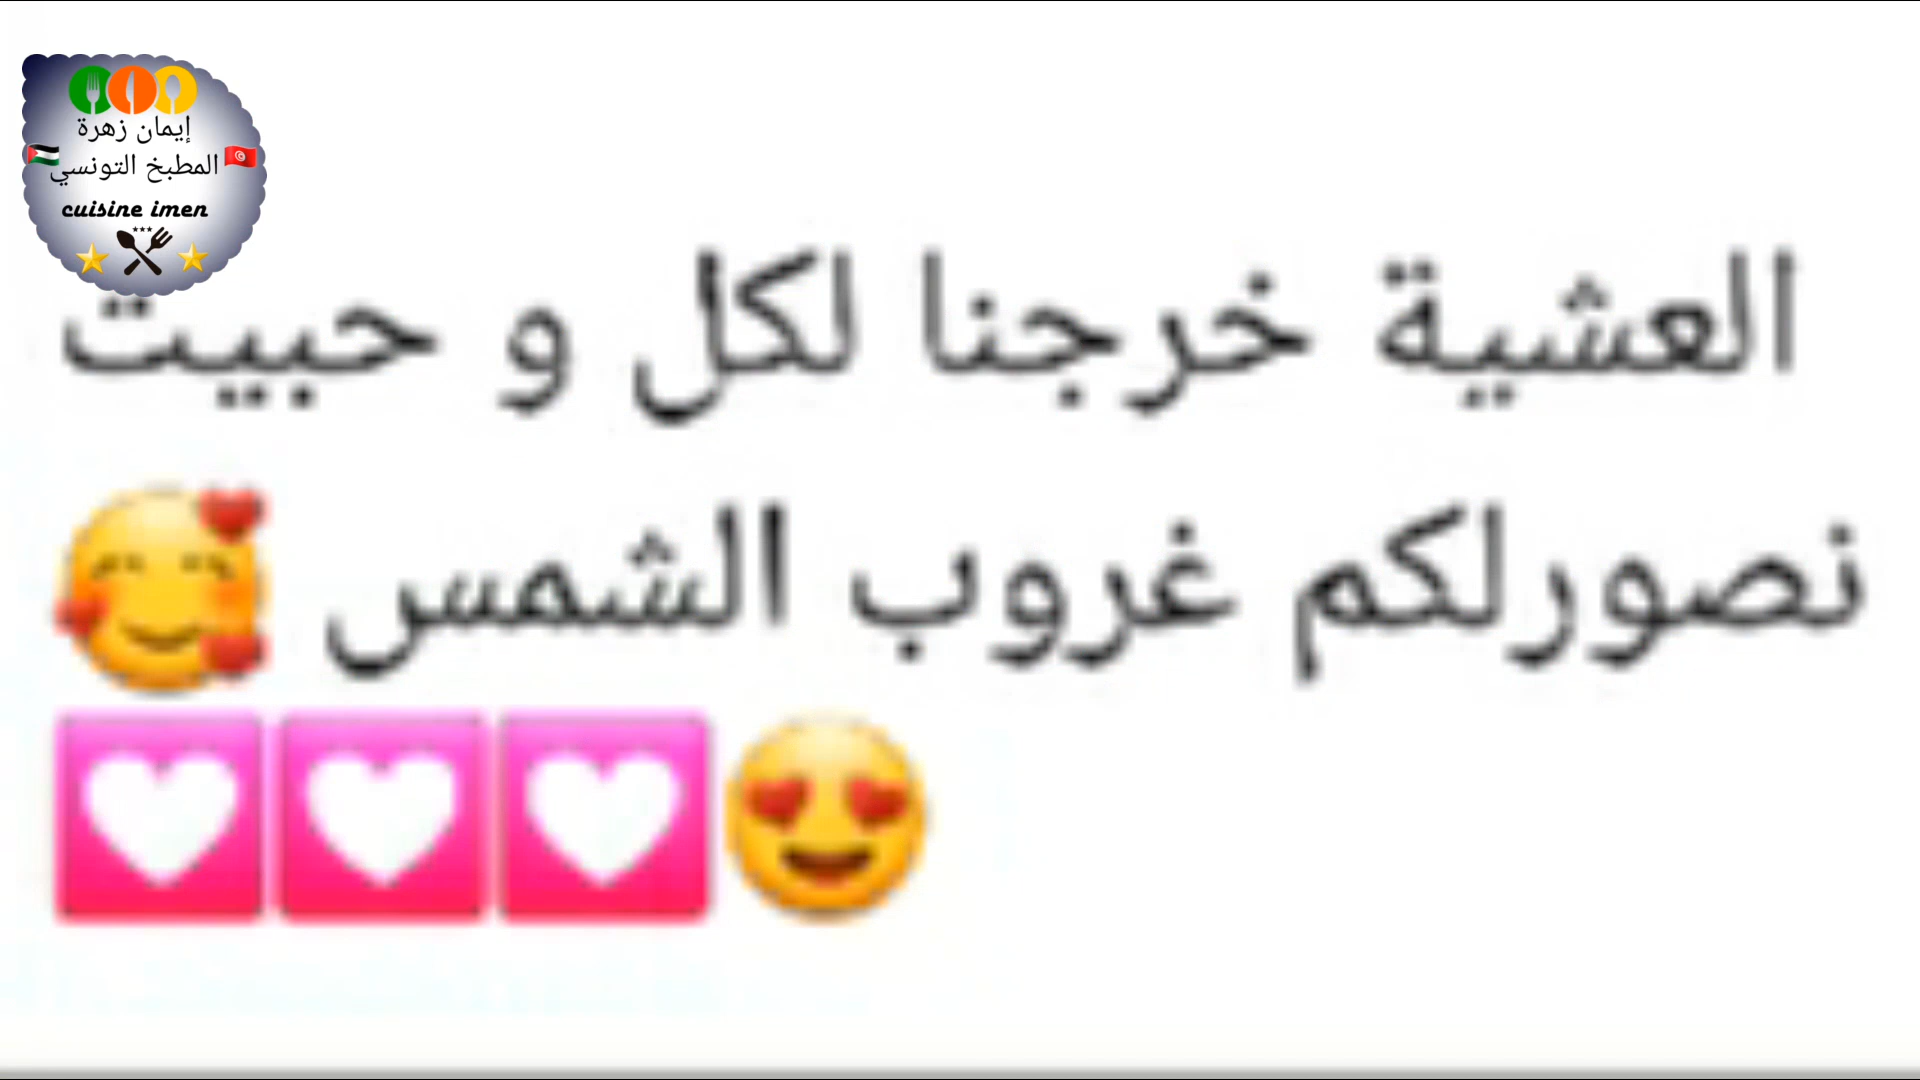 إيمان زهرة
المطبخ التونسي
cuisine imen
العشية خرجنا لكل و حبيت
نصورلكم غروب الشمس 🥰
😍💟💟💟